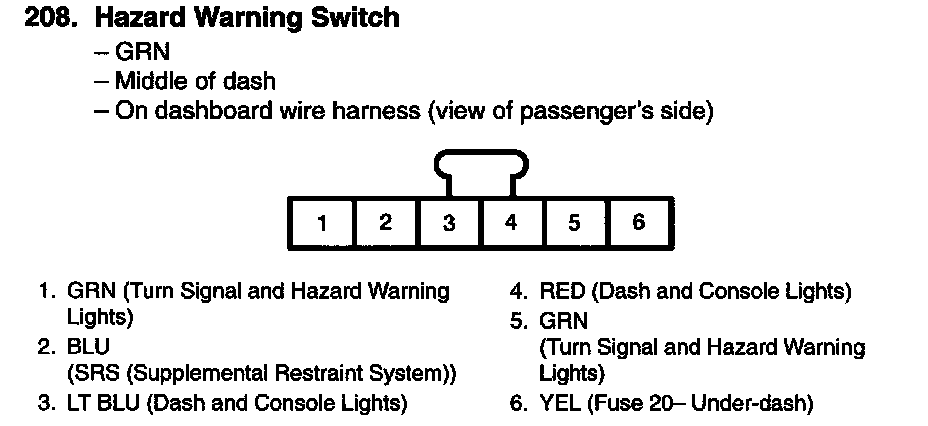 208. Hazard Warning Switch
– GRN
– Middle of dash
– On dashboard wire harness (view of passenger's side)
1 2 3 4 5 6
1. GRN (Turn Signal and Hazard Warning
Lights)
2. BLU
(SRS (Supplemental Restraint System))
3. LT BLU (Dash and Console Lights)
4. RED (Dash and Console Lights)
5. GRN
(Turn Signal and Hazard Warning
Lights)
6. YEL (Fuse 20– Under-dash)